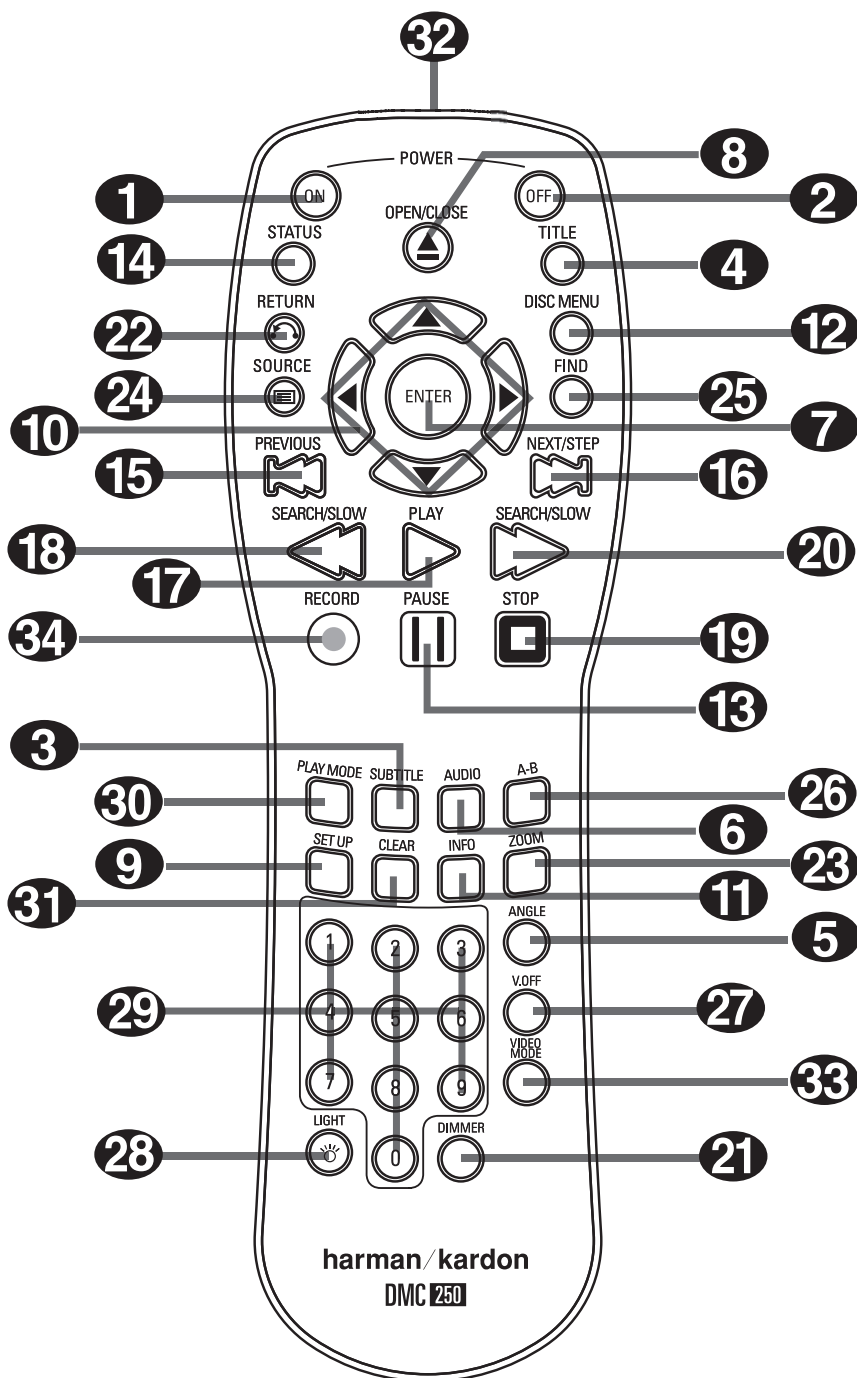 32
POWER
8
1
ON
OFF
2
OPEN/CLOSE
STATUS
TITLE
14
4
RETURN
DISC MENU
22
12
SOURCE
FIND
24
ENTER
25
10
7
PREVIOUS
NEXT/STEP
15
16
SEARCH/SLOW
PLAY
SEARCH/SLOW
18
20
17
RECORD
PAUSE
STOP
34
19
13
3
PLAY MODE
SUBTITLE
AUDIO
A-B
30
26
6
SET UP
CLEAR
INFO
ZOOM
9
23
31
11
ANGLE
1
2
3
5
V.OFF
29
4
5
6
27
VIDEO
MODE
7
8
9
33
LIGHT
DIMMER
28
0
21
harman/kardon
DMC 250